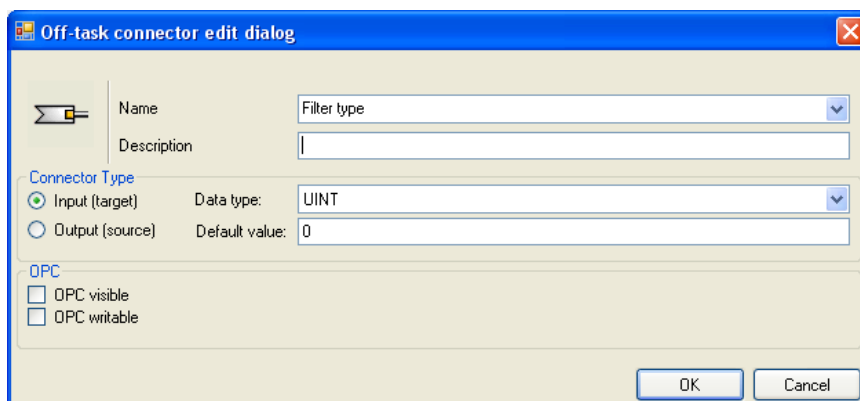 Off-task connector edit dialog
Name
Filter type
Description
Connector Type
Input (target)
Data type:
UINT
Output (source)
Default value:
0
OPC
OPC visible
OPC writable
OK
Cancel